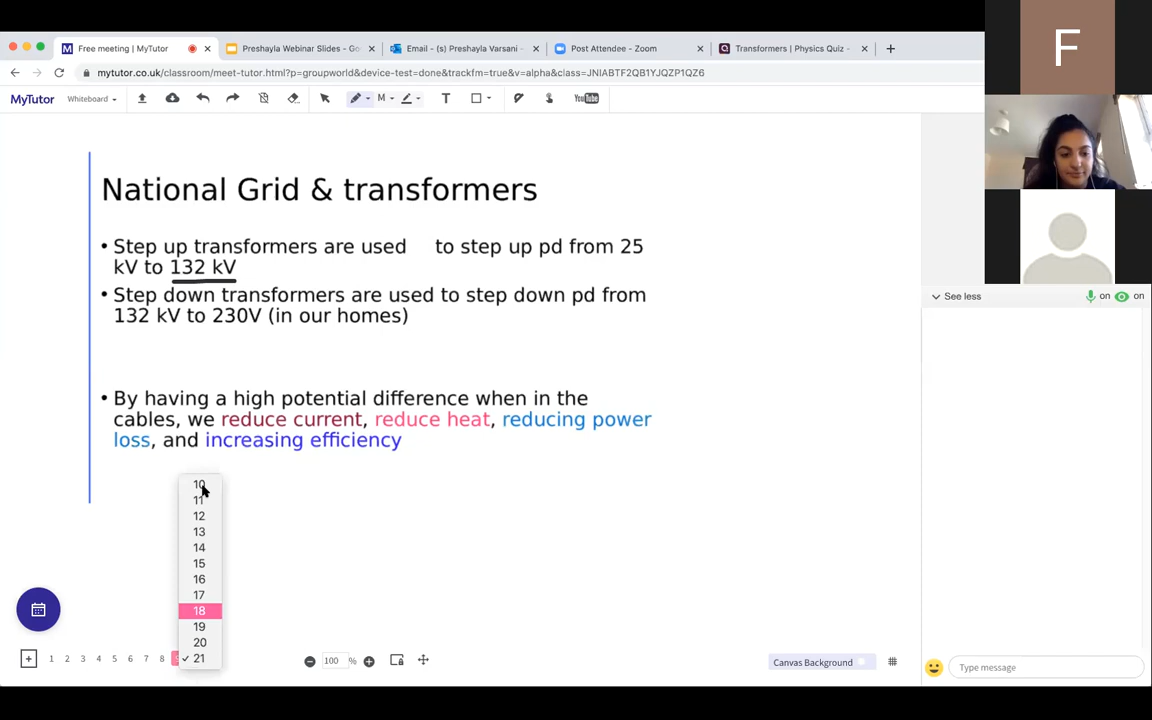 Free meeting | MyTutor
Preshayla Webinar Slides - Go
Email - (s) Preshayla Varsani -
Post Attendee - Zoom
Transformers | Physics Quiz -
mytutor.co.uk/classroom/meet-tutor.html?p=groupworld&device-test=done&trackfm=true&v=alpha&class=JNIABTF2QB1YJQZP1QZ6
MyTutor
Whiteboard
M
T
YouTube
F
National Grid & transformers
• Step up transformers are used to step up pd from 25
kV to 132 kV
• Step down transformers are used to step down pd from
132 kV to 230V (in our homes)
• By having a high potential difference when in the
cables, we reduce current, reduce heat, reducing power
loss, and increasing efficiency
See less
on
on
10
11
12
13
14
15
16
17
18
19
20
✓ 21
+ 1 2 3 4 5 6 7 8
100 %
Canvas Background
Type message